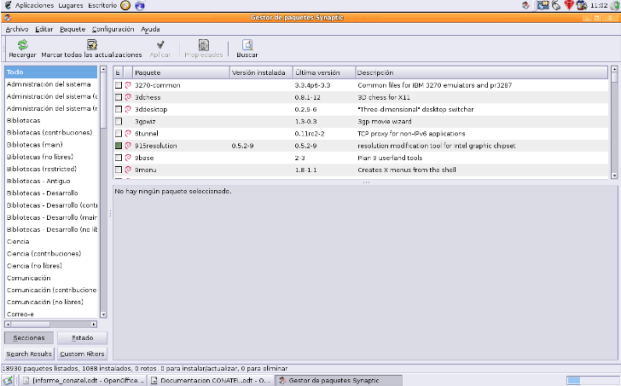 Aplicaciones Lugares Escritorio
11:02
Gestor de paquetes Synaptic
Archivo Editar Paquete Configuración Ayuda
Recargar Marcar todas las actualizaciones Aplicar Propiedades Buscar
Todo
Administración del sistema
Administración del sistema (c
Administración del sistema (r
Bibliotecas
Bibliotecas (contribuciones)
Bibliotecas (main)
Bibliotecas (no libres)
Bibliotecas (restricted)
Bibliotecas - Antiguo
Bibliotecas - Desarrollo
Bibliotecas - Desarrollo (contr
Bibliotecas - Desarrollo (main
Bibliotecas - Desarrollo (no lib
Ciencia
Ciencia (contribuciones)
Ciencia (no libres)
Comunicación
Comunicación (contribucione
Comunicación (no libres)
Correo-e
Secciones Estado
Search Results Custom Filters
E Paquete Versión instalada Última versión Descripción
3270-common 3.3.4p6-3.3 Common files for IBM 3270 emulators and pr3287
3dchess 0.8.1-12 3D chess for X11
3ddesktop 0.2.9-6 "Three-dimensional" desktop switcher
3gpwiz 1.3-0.3 3gp movie wizard
6tunnel 0.11rc2-2 TCP proxy for non-IPv6 applications
915resolution 0.5.2-9 0.5.2-9 resolution modification tool for Intel graphic chipset
9base 2-3 Plan 9 userland tools
9menu 1.8-1.1 Creates X menus from the shell
No hay ningún paquete seleccionado.
18930 paquetes listados, 1088 instalados, 0 rotos. 0 para instalar/actualizar, 0 para eliminar
[informe_conatel.odt - OpenOffice... Documentacion CONATEL.odt - O... Gestor de paquetes Synaptic